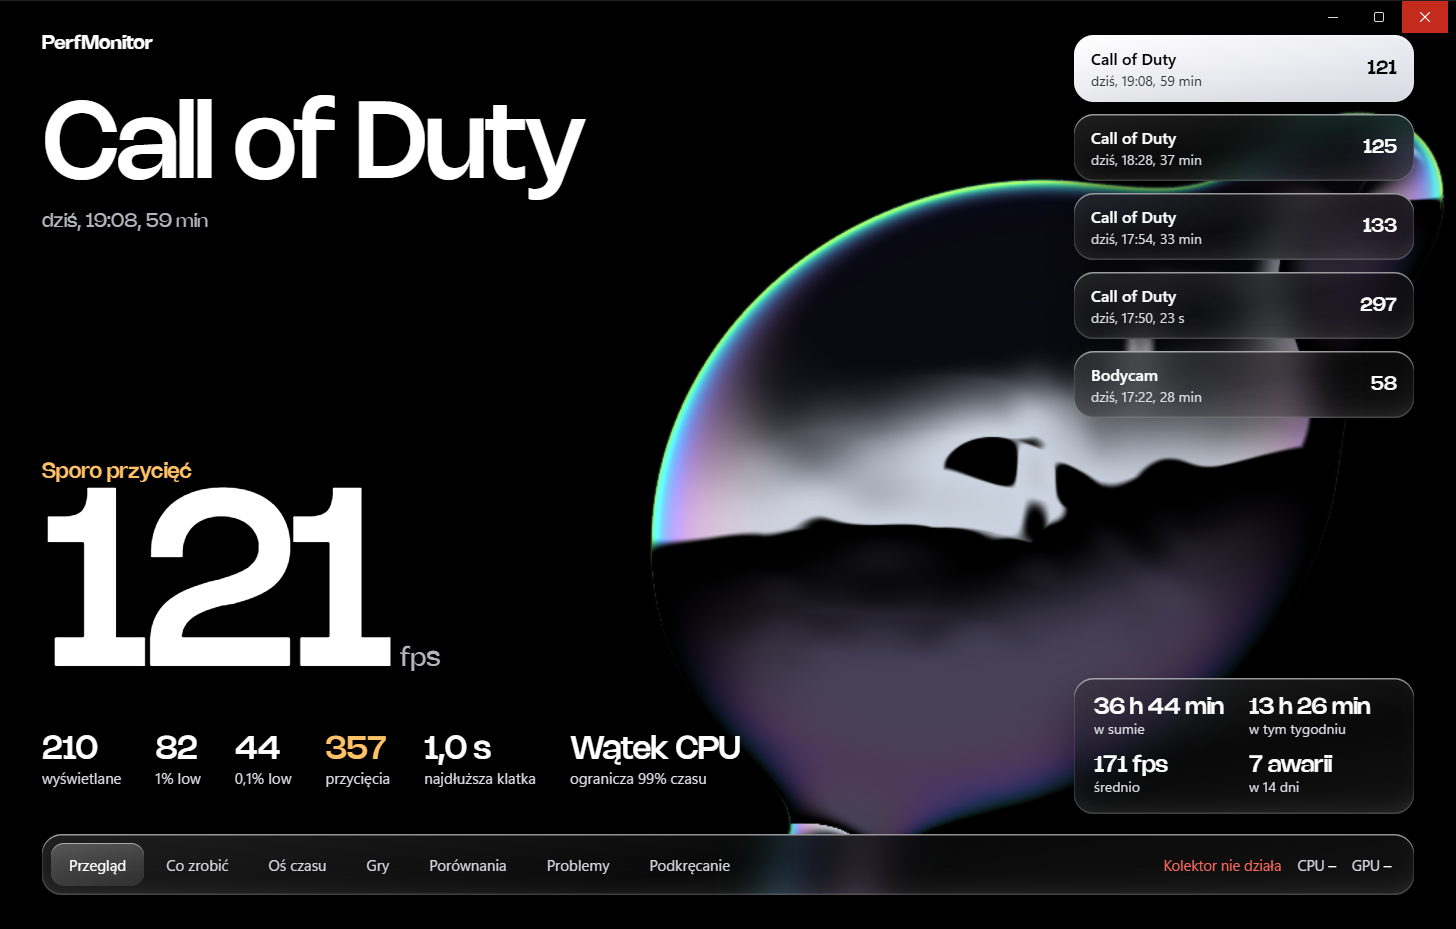 PerfMonitor
Call of Duty
dziś, 19:08, 59 min
Call of Duty
dziś, 19:08, 59 min
121
Call of Duty
dziś, 18:28, 37 min
125
Call of Duty
dziś, 17:54, 33 min
133
Call of Duty
dziś, 17:50, 23 s
297
Bodycam
dziś, 17:22, 28 min
58
Sporo przycięć
121 fps
210
wyświetlane
82
1% low
44
0,1% low
357
przycięcia
1,0 s
najdłuższa klatka
Wątek CPU
ogranicza 99% czasu
36 h 44 min
w sumie
13 h 26 min
w tym tygodniu
171 fps
średnio
7 awarii
w 14 dni
Przegląd
Co zrobić
Oś czasu
Gry
Porównania
Problemy
Podkręcanie
Kolektor nie działa
CPU –
GPU –